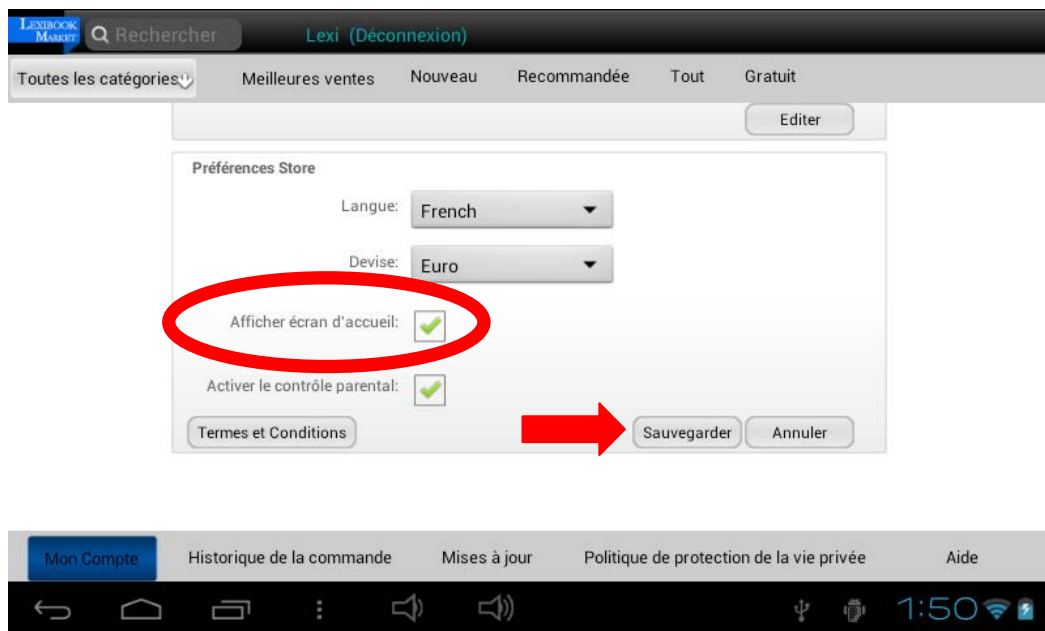 LEXIBOOK
MARKET
Rechercher
Lexi (Déconnexion)
Toutes les catégories
Meilleures ventes
Nouveau
Recommandée
Tout
Gratuit
Editer
Préférences Store
Langue:
French
Devise:
Euro
Afficher écran d'accueil:
Activer le contrôle parental:
Termes et Conditions
Sauvegarder
Annuler
Mon Compte
Historique de la commande
Mises à jour
Politique de protection de la vie privée
Aide
1:50